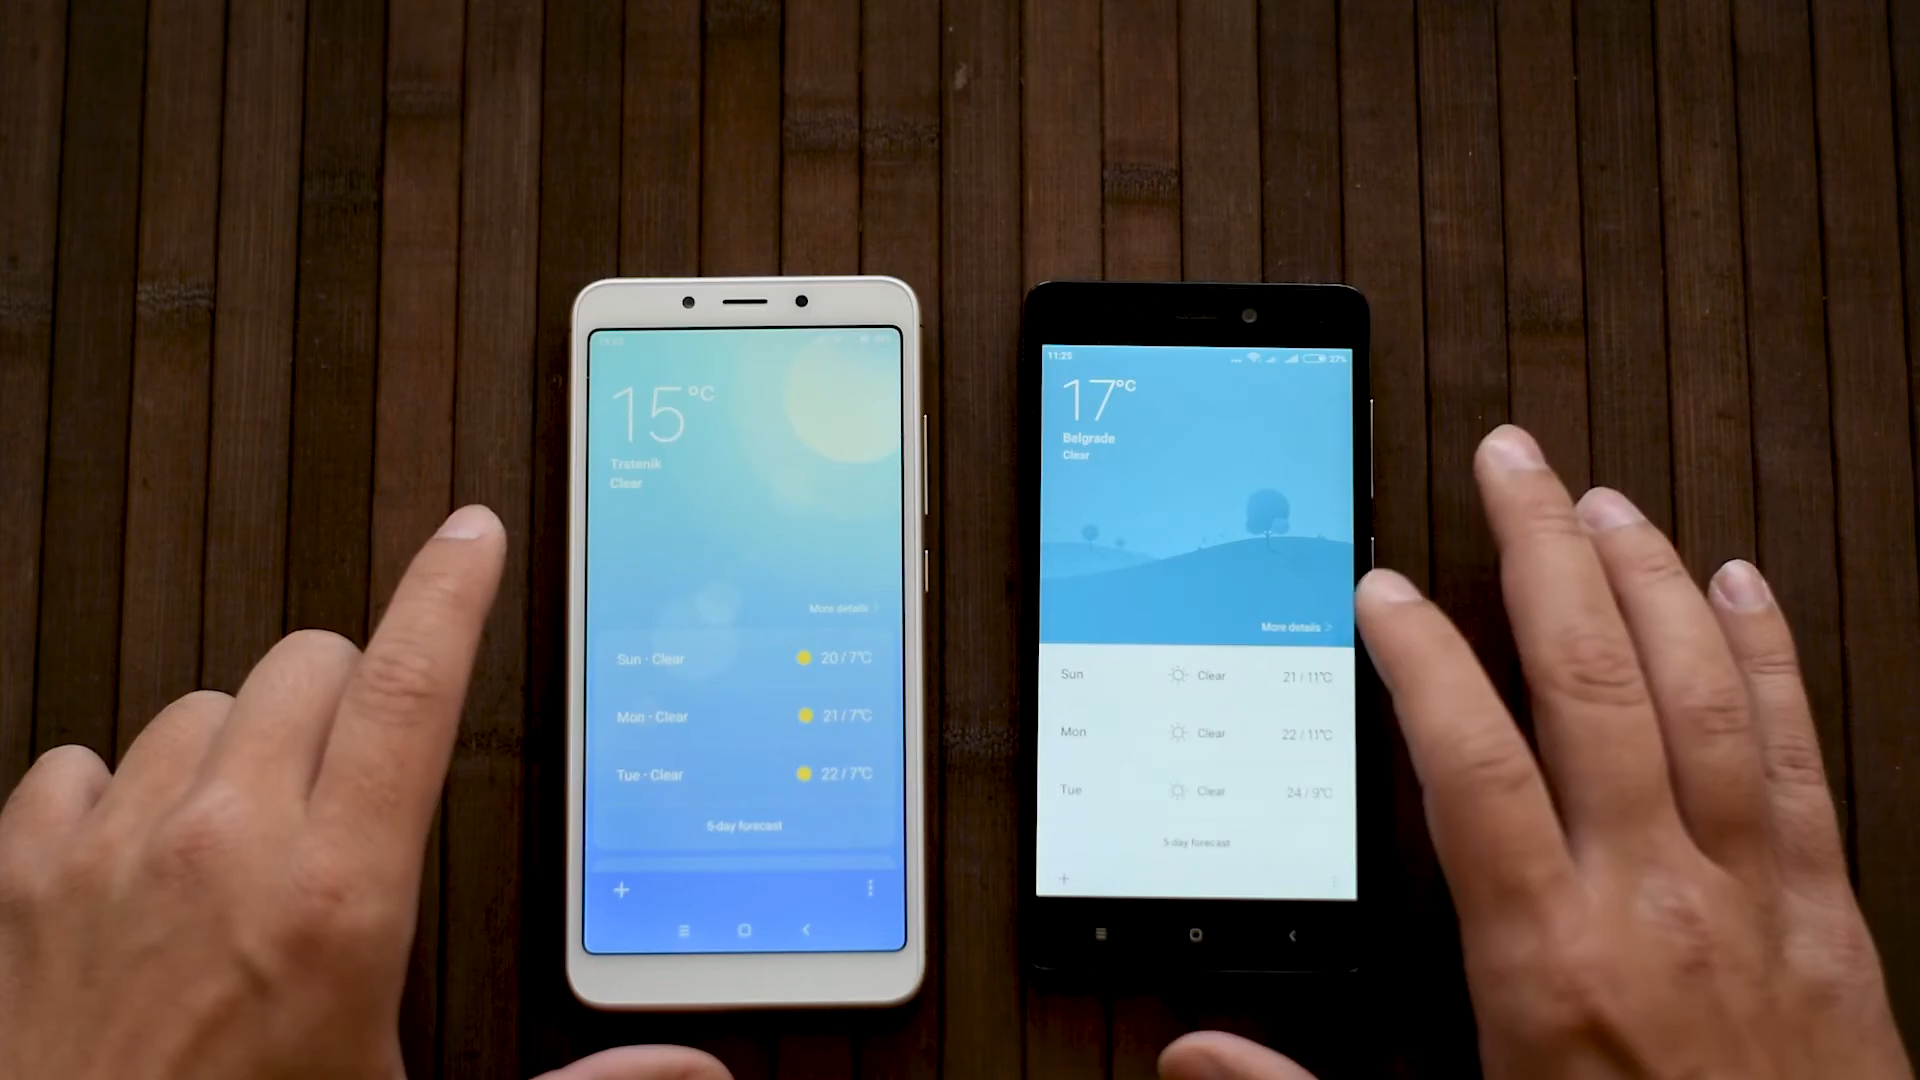 15°C
Trstenik
Clear
More details >
Sun · Clear 20 / 7°C
Mon · Clear 21 / 7°C
Tue · Clear 22 / 7°C
5-day forecast
11:25 27%
17°C
Belgrade
Clear
More details >
Sun Clear 21 / 11°C
Mon Clear 22 / 11°C
Tue Clear 24 / 9°C
5-day forecast